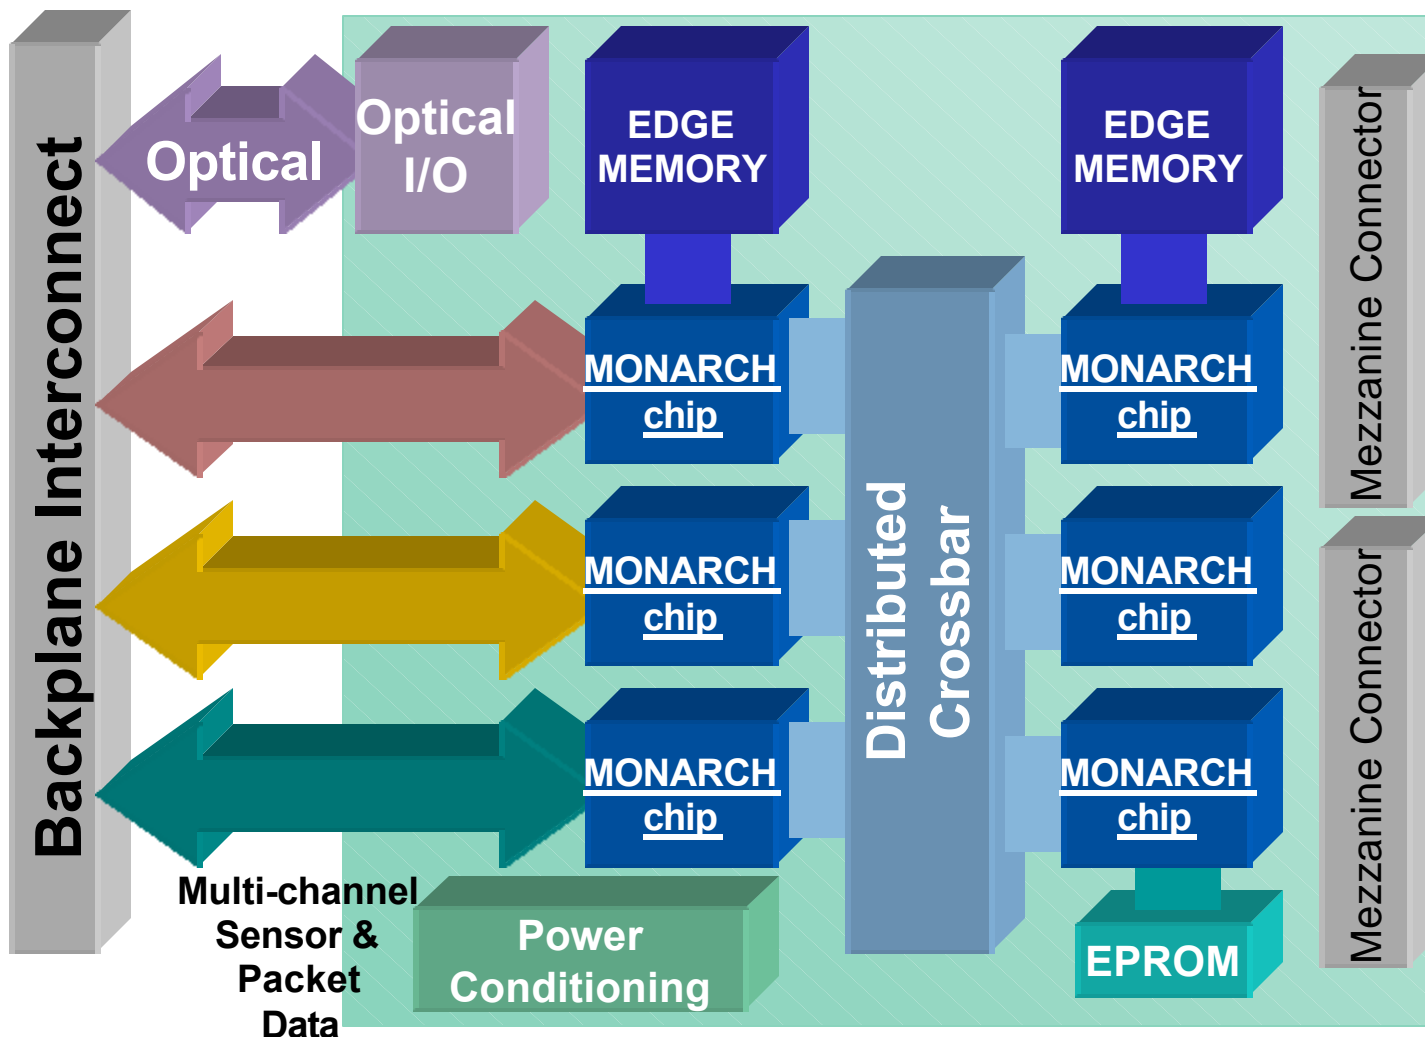 Backplane Interconnect
Optical
Optical
I/O
EDGE
MEMORY
EDGE
MEMORY
Mezzanine Connector
MONARCH
chip
MONARCH
chip
Distributed
Crossbar
MONARCH
chip
MONARCH
chip
Mezzanine Connector
MONARCH
chip
MONARCH
chip
Multi-channel
Sensor &
Packet
Data
Power
Conditioning
EPROM